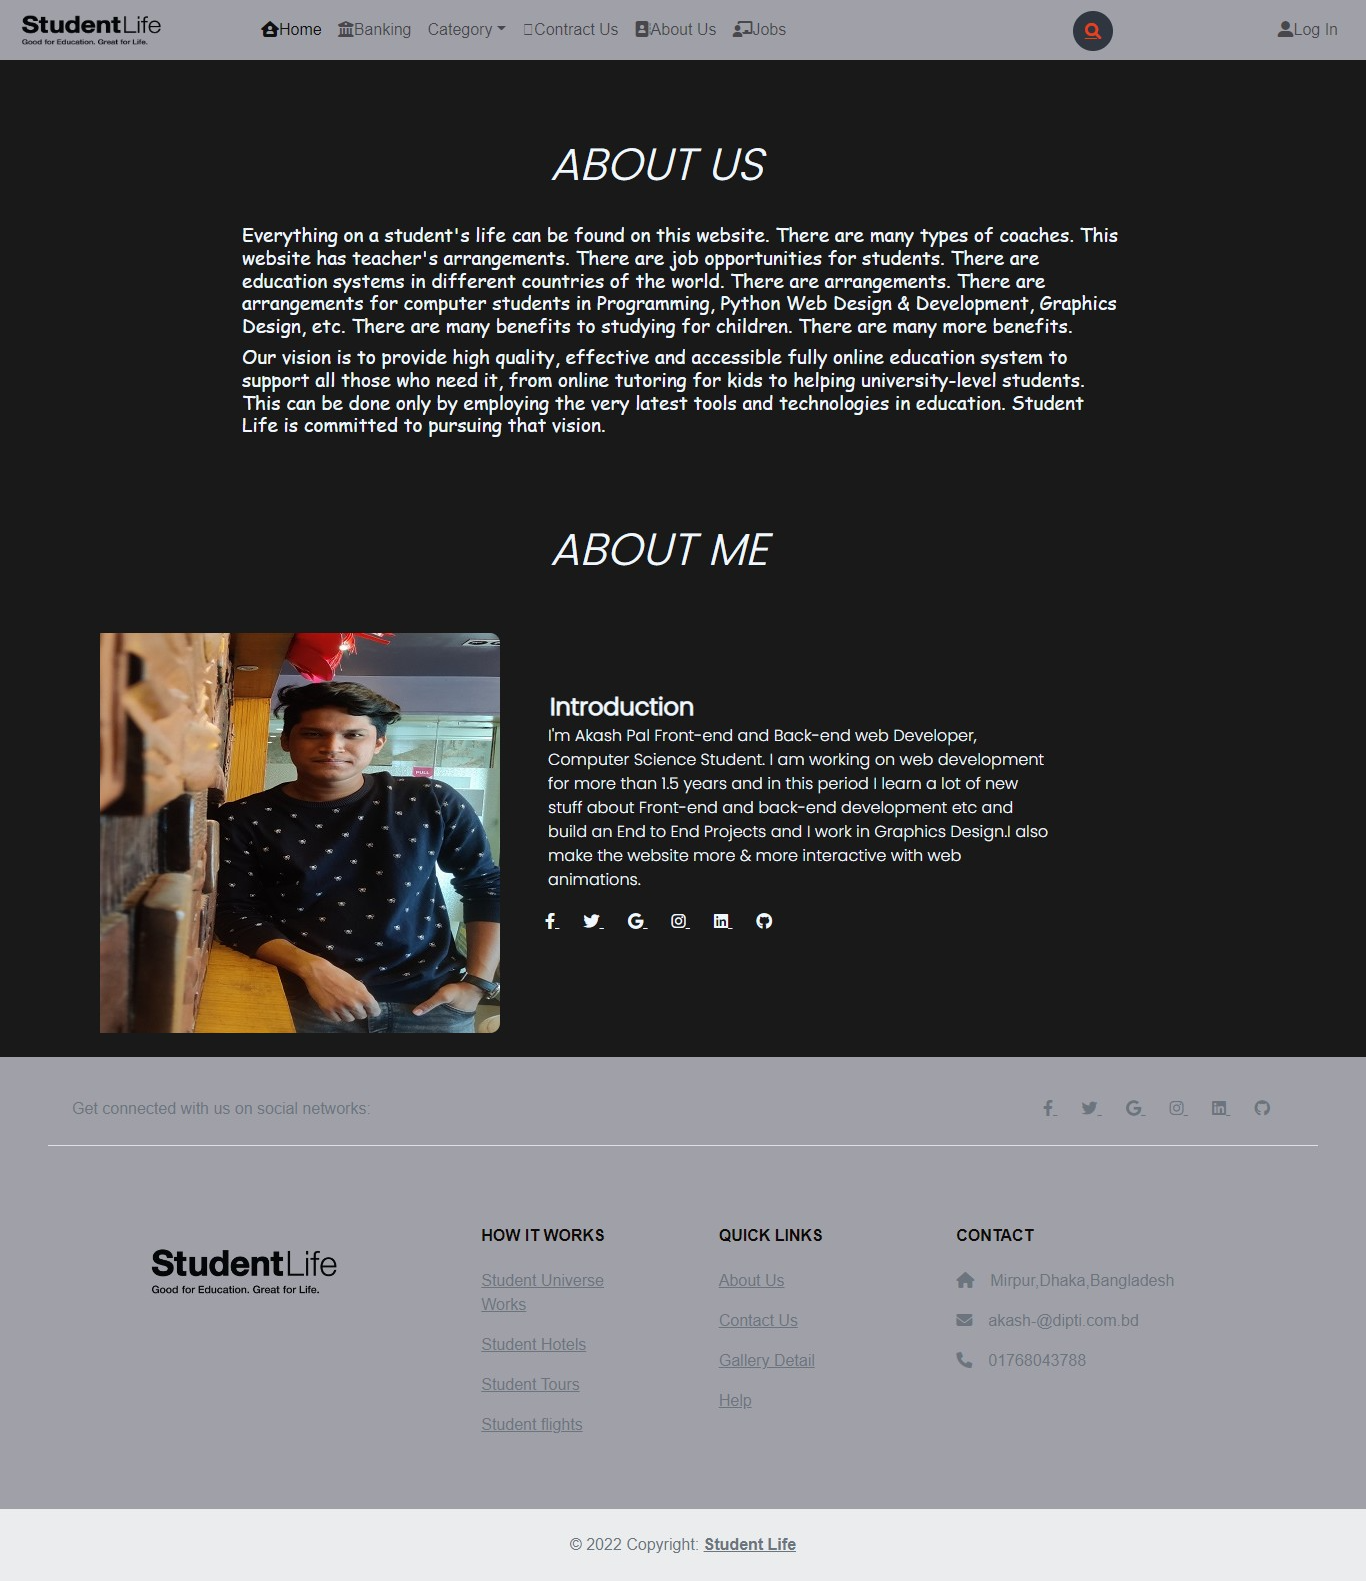 StudentLife
Good for Education. Great for Life.
Home Banking Category Contract Us About Us Jobs Log In
ABOUT US
Everything on a student's life can be found on this website. There are many types of coaches. This
website has teacher's arrangements. There are job opportunities for students. There are
education systems in different countries of the world. There are arrangements. There are
arrangements for computer students in Programming, Python Web Design & Development, Graphics
Design, etc. There are many benefits to studying for children. There are many more benefits.
Our vision is to provide high quality, effective and accessible fully online education system to
support all those who need it, from online tutoring for kids to helping university-level students.
This can be done only by employing the very latest tools and technologies in education. Student
Life is committed to pursuing that vision.
ABOUT ME
PULL
Introduction
I'm Akash Pal Front-end and Back-end web Developer,
Computer Science Student. I am working on web development
for more than 1.5 years and in this period I learn a lot of new
stuff about Front-end and back-end development etc and
build an End to End Projects and I work in Graphics Design.I also
make the website more & more interactive with web
animations.
Get connected with us on social networks:
StudentLife
Good for Education. Great for Life.
HOW IT WORKS
Student Universe
Works
Student Hotels
Student Tours
Student flights
QUICK LINKS
About Us
Contact Us
Gallery Detail
Help
CONTACT
Mirpur,Dhaka,Bangladesh
akash-@dipti.com.bd
01768043788
© 2022 Copyright: Student Life